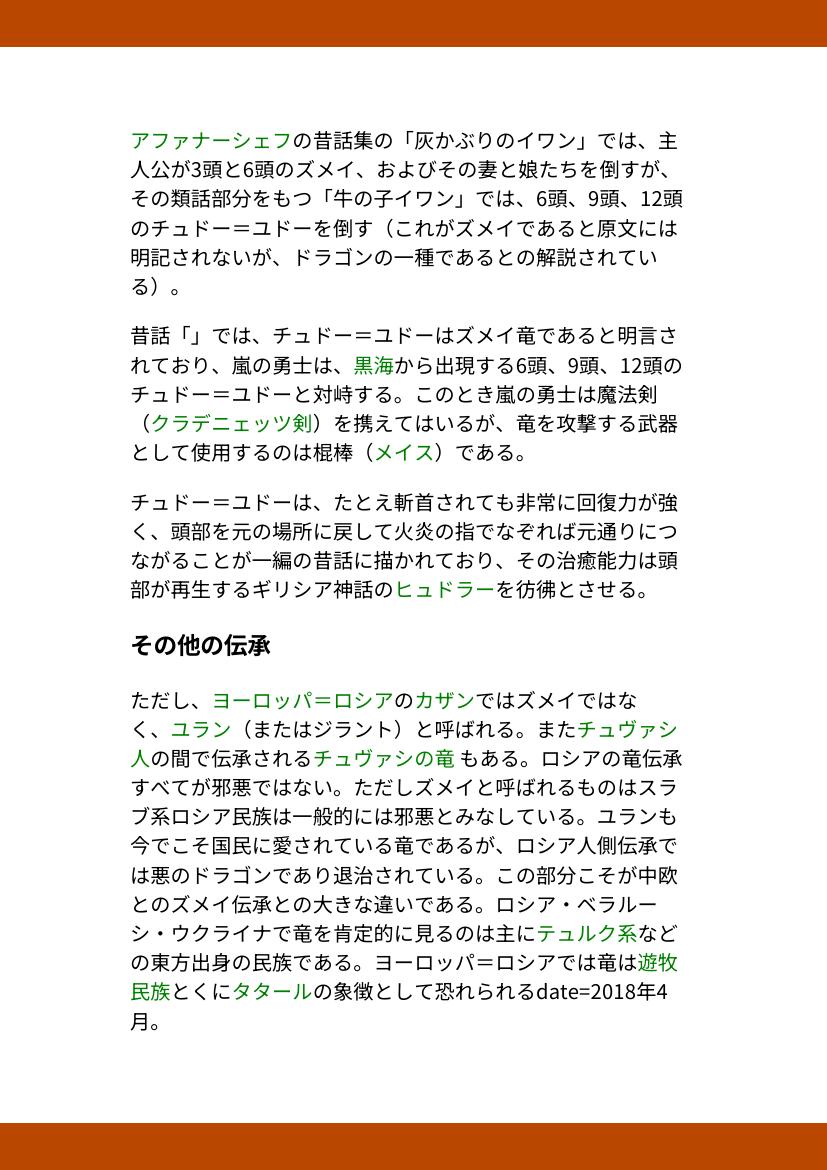 アファナーシェフの昔話集の「灰かぶりのイワン」では、主
人公が3頭と6頭のズメイ、およびその妻と娘たちを倒すが、
その類話部分をもつ「牛の子イワン」では、6頭、9頭、12頭
のチュドー＝ユドーを倒す（これがズメイであると原文には
明記されないが、ドラゴンの一種であるとの解説されてい
る）。
昔話「」では、チュドー＝ユドーはズメイ竜であると明言さ
れており、嵐の勇士は、黒海から出現する6頭、9頭、12頭の
チュドー＝ユドーと対峙する。このとき嵐の勇士は魔法剣
（クラデニェッツ剣）を携えてはいるが、竜を攻撃する武器
として使用するのは棍棒（メイス）である。
チュドー＝ユドーは、たとえ斬首されても非常に回復力が強
く、頭部を元の場所に戻して火炎の指でなぞれば元通りにつ
ながることが一編の昔話に描かれており、その治癒能力は頭
部が再生するギリシア神話のヒュドラーを彷彿とさせる。
その他の伝承
ただし、ヨーロッパ＝ロシアのカザンではズメイではな
く、ユラン（またはジラント）と呼ばれる。またチュヴァシ
人の間で伝承されるチュヴァシの竜 もある。ロシアの竜伝承
すべてが邪悪ではない。ただしズメイと呼ばれるものはスラ
ブ系ロシア民族は一般的には邪悪とみなしている。ユランも
今でこそ国民に愛されている竜であるが、ロシア人側伝承で
は悪のドラゴンであり退治されている。この部分こそが中欧
とのズメイ伝承との大きな違いである。ロシア・ベラルー
シ・ウクライナで竜を肯定的に見るのは主にテュルク系など
の東方出身の民族である。ヨーロッパ＝ロシアでは竜は遊牧
民族とくにタタールの象徴として恐れられるdate=2018年4
月。